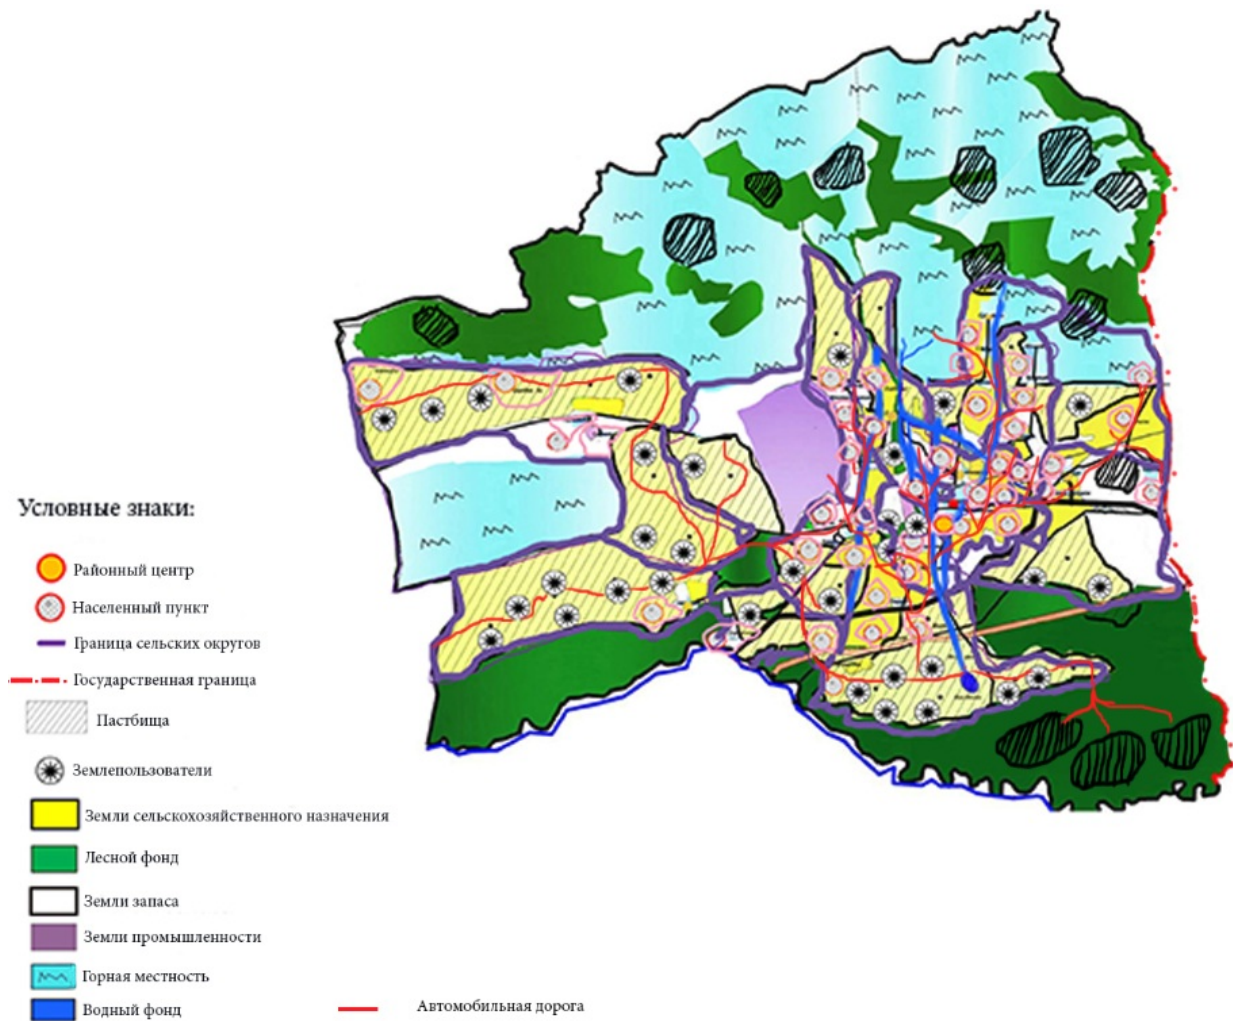 Условные знаки:
Районный центр
Населенный пункт
Граница сельских округов
Государственная граница
Пастбища
Землепользователи
Земли сельскохозяйственного назначения
Лесной фонд
Земли запаса
Земли промышленности
Горная местность
Водный фонд
Автомобильная дорога